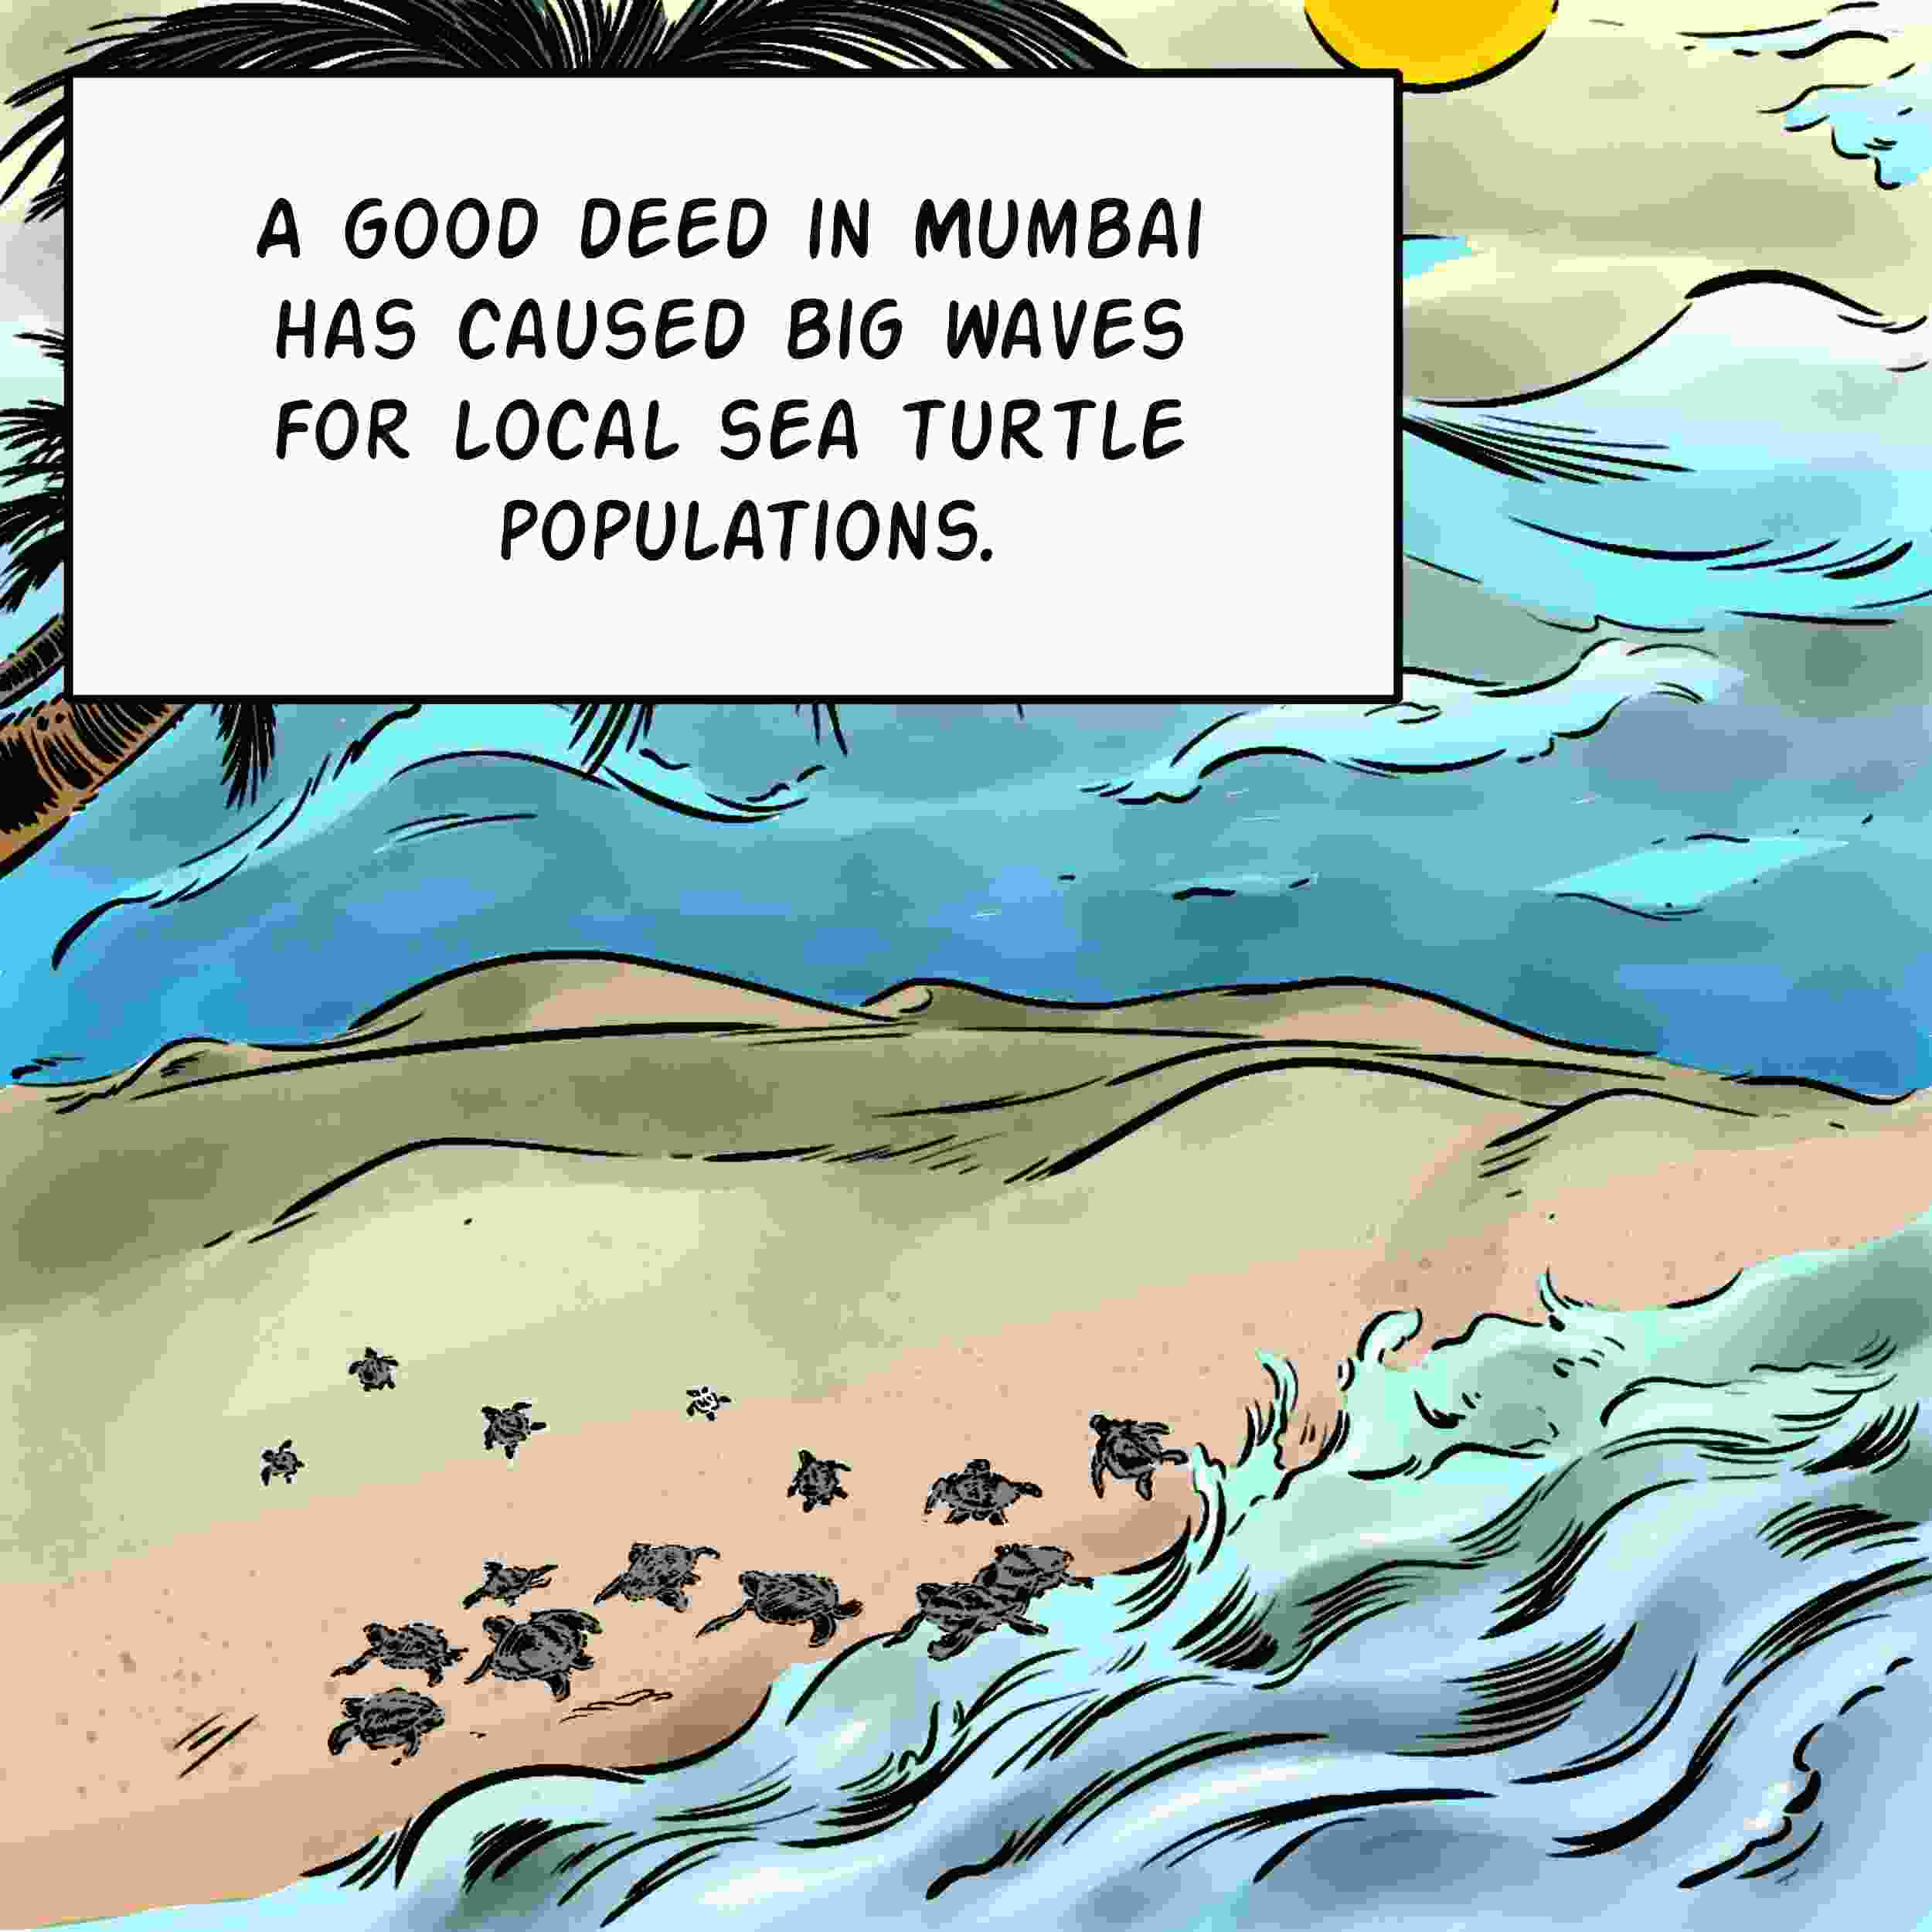 A GOOD DEED IN MUMBAI
HAS CAUSED BIG WAVES
FOR LOCAL SEA TURTLE
POPULATIONS.